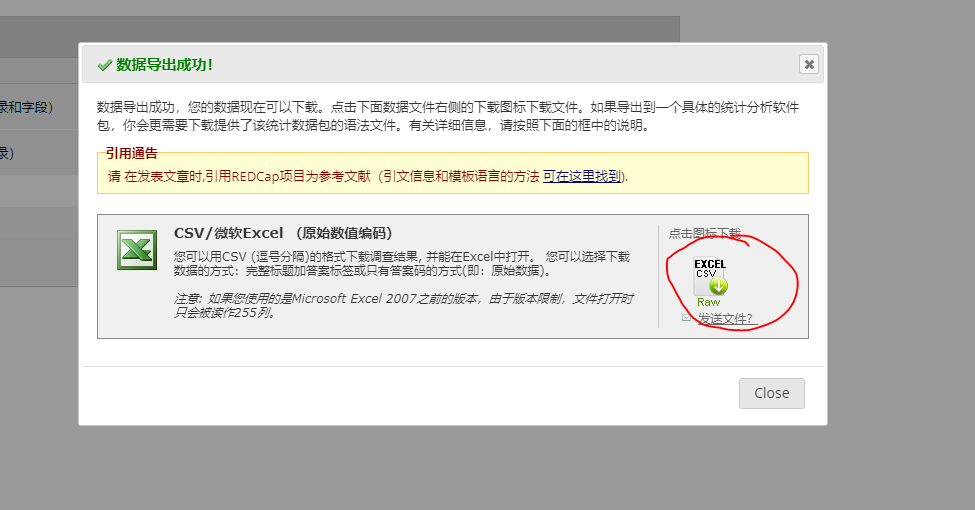 数据导出成功!
录和字段)
录)
数据导出成功，您的数据现在可以下载。点击下面数据文件右侧的下载图标下载文件。如果导出到一个具体的统计分析软件
包，你会更需要下载提供了该统计数据包的语法文件。有关详细信息，请按照下面的框中的说明。
引用通告
请 在发表文章时,引用REDCap项目为参考文献（引文信息和模板语言的方法 可在这里找到).
CSV/微软Excel （原始数值编码）
您可以用CSV (逗号分隔)的格式下载调查结果, 并能在Excel中打开。 您可以选择下载
数据的方式：完整标题加答案标签或只有答案码的方式(即：原始数据)。
注意: 如果您使用的是Microsoft Excel 2007之前的版本，由于版本限制，文件打开时
只会被读作255列。
点击图标下载
EXCEL
CSV
Raw
发送文件？
Close